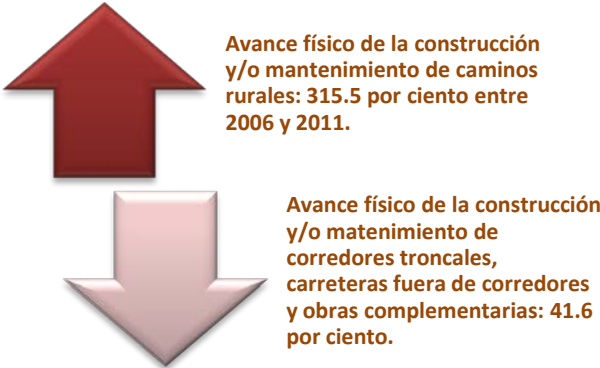 Avance físico de la construcción
y/o mantenimiento de caminos
rurales: 315.5 por ciento entre
2006 y 2011.
Avance físico de la construcción
y/o matenimiento de
corredores troncales,
carreteras fuera de corredores
y obras complementarias: 41.6
por ciento.